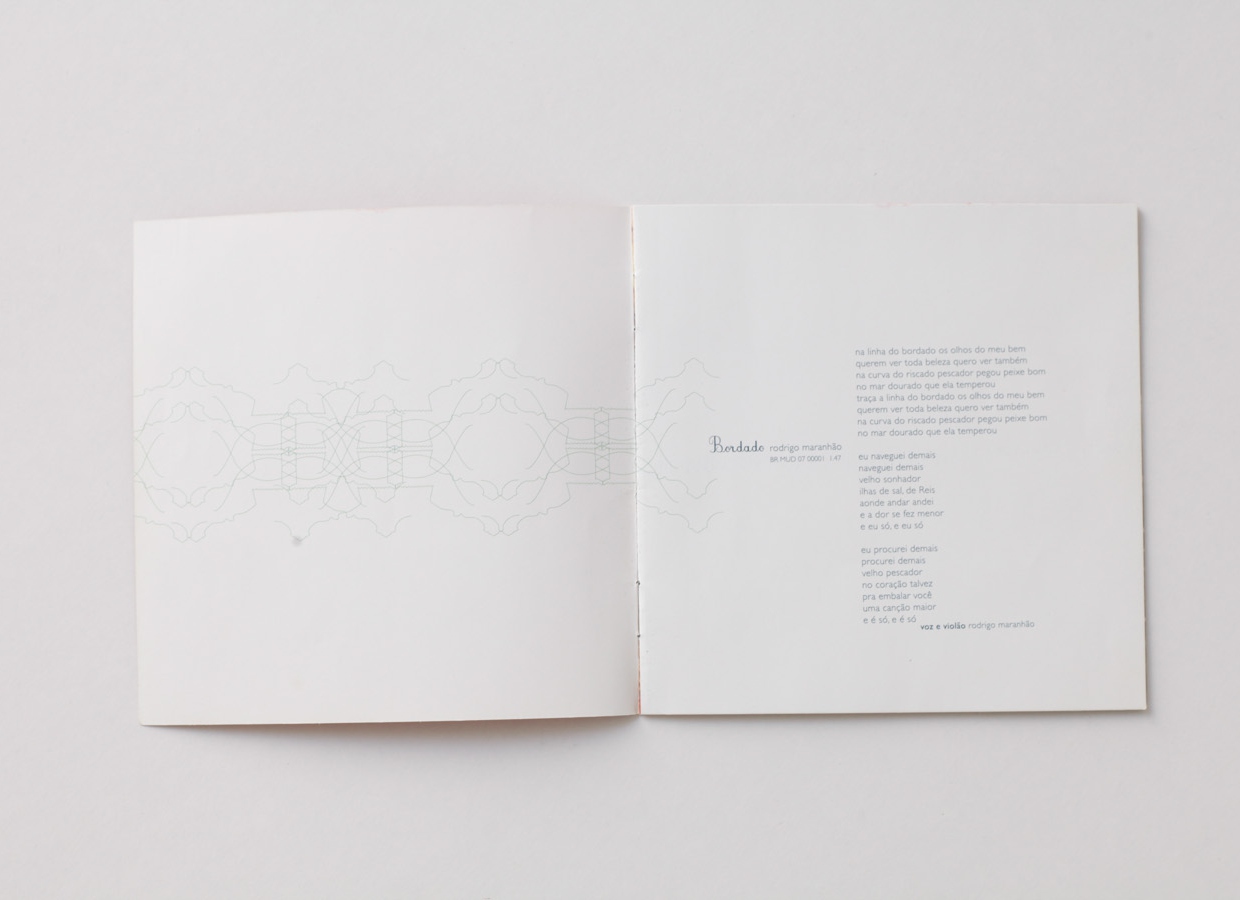 Bordado rodrigo maranhão
BR MUD 07 00001 1.47
na linha do bordado os olhos do meu bem
querem ver toda beleza quero ver também
na curva do riscado pescador pegou peixe bom
no mar dourado que ela temperou
traça a linha do bordado os olhos do meu bem
querem ver toda beleza quero ver também
na curva do riscado pescador pegou peixe bom
no mar dourado que ela temperou
eu naveguei demais
naveguei demais
velho sonhador
ilhas de sal, de Reis
aonde andar andei
e a dor se fez menor
e eu só, e eu só
eu procurei demais
procurei demais
velho pescador
no coração talvez
pra embalar você
uma canção maior
e é só, e é só
voz e violão rodrigo maranhão